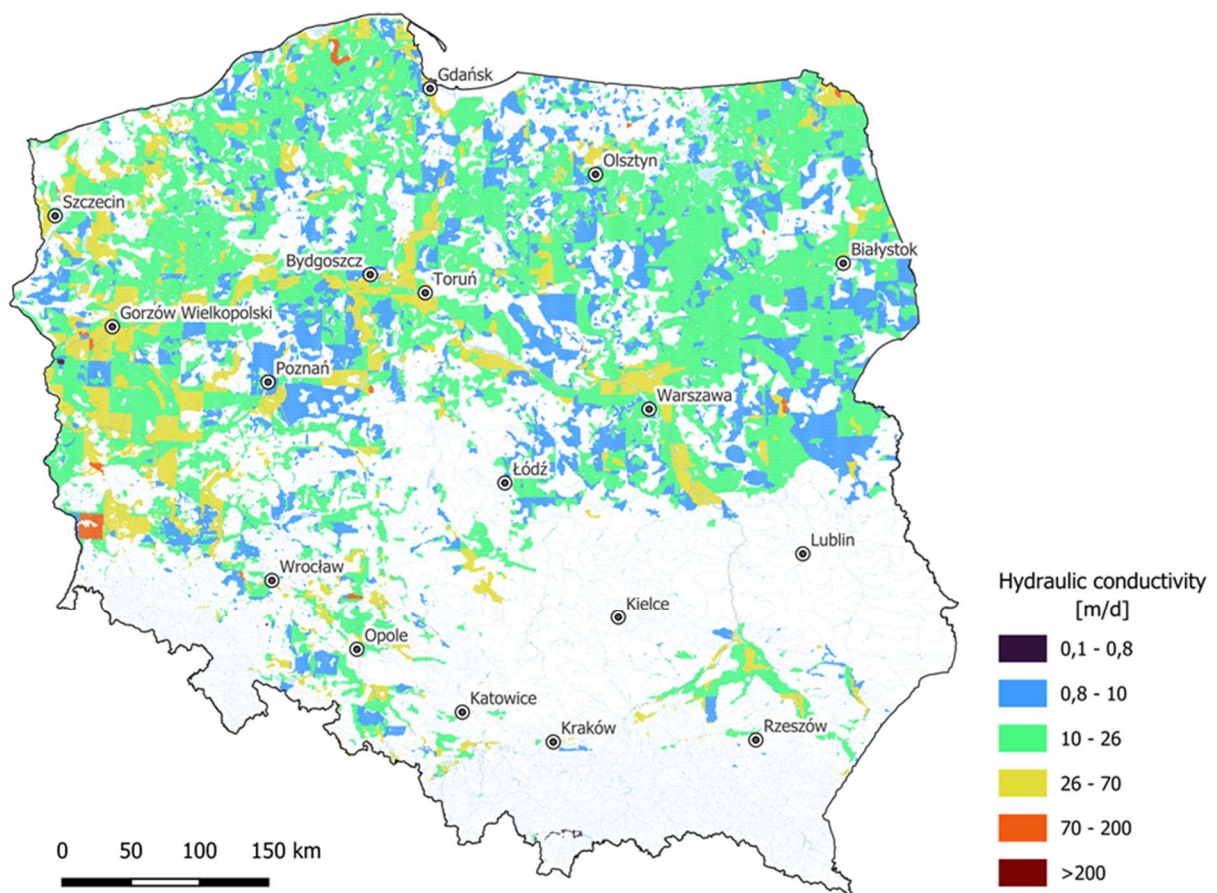 Gdańsk
Olsztyn
Szczecin
Białystok
Bydgoszcz
Toruń
Gorzów Wielkopolski
Poznań
Warszawa
Łódź
Lublin
Wrocław
Kielce
Opole
Katowice
Kraków
Rzeszów
Hydraulic conductivity
[m/d]
0,1 - 0,8
0,8 - 10
10 - 26
26 - 70
70 - 200
>200
0 50 100 150 km